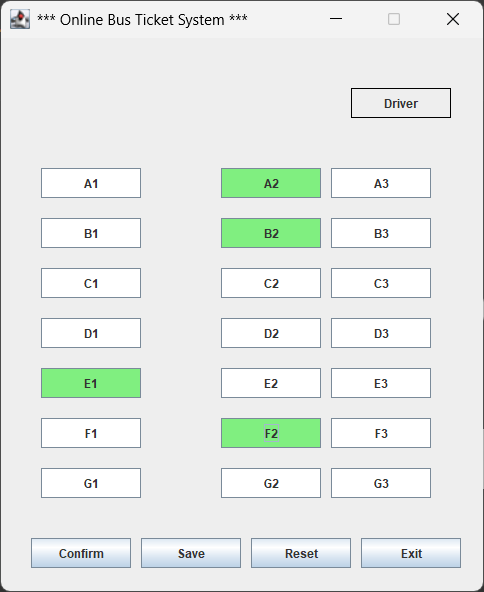 *** Online Bus Ticket System ***
Driver
A1 A2 A3
B1 B2 B3
C1 C2 C3
D1 D2 D3
E1 E2 E3
F1 F2 F3
G1 G2 G3
Confirm Save Reset Exit